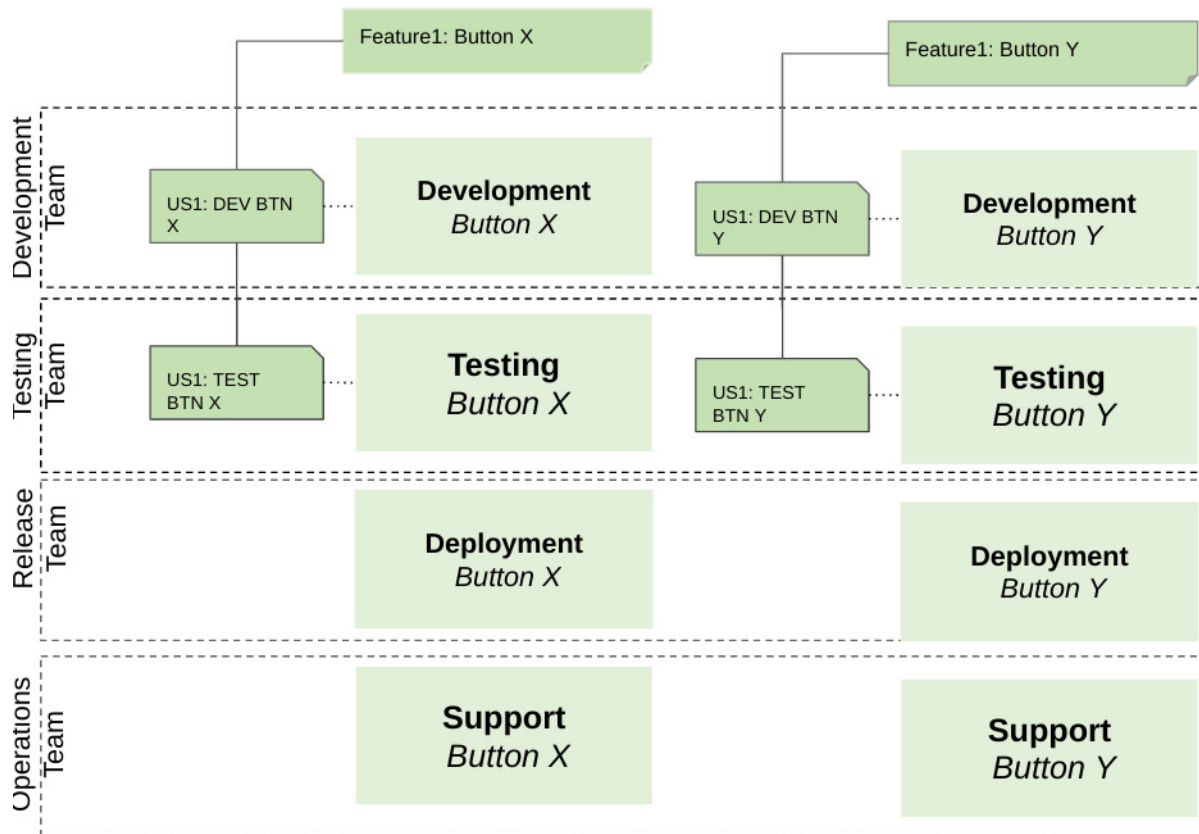 Feature1: Button X
Feature1: Button Y
Development
Team
US1: DEV BTN
X
Development
Button X
US1: DEV BTN
Y
Development
Button Y
Testing
Team
US1: TEST
BTN X
Testing
Button X
US1: TEST
BTN Y
Testing
Button Y
Release
Team
Deployment
Button X
Deployment
Button Y
Operations
Team
Support
Button X
Support
Button Y